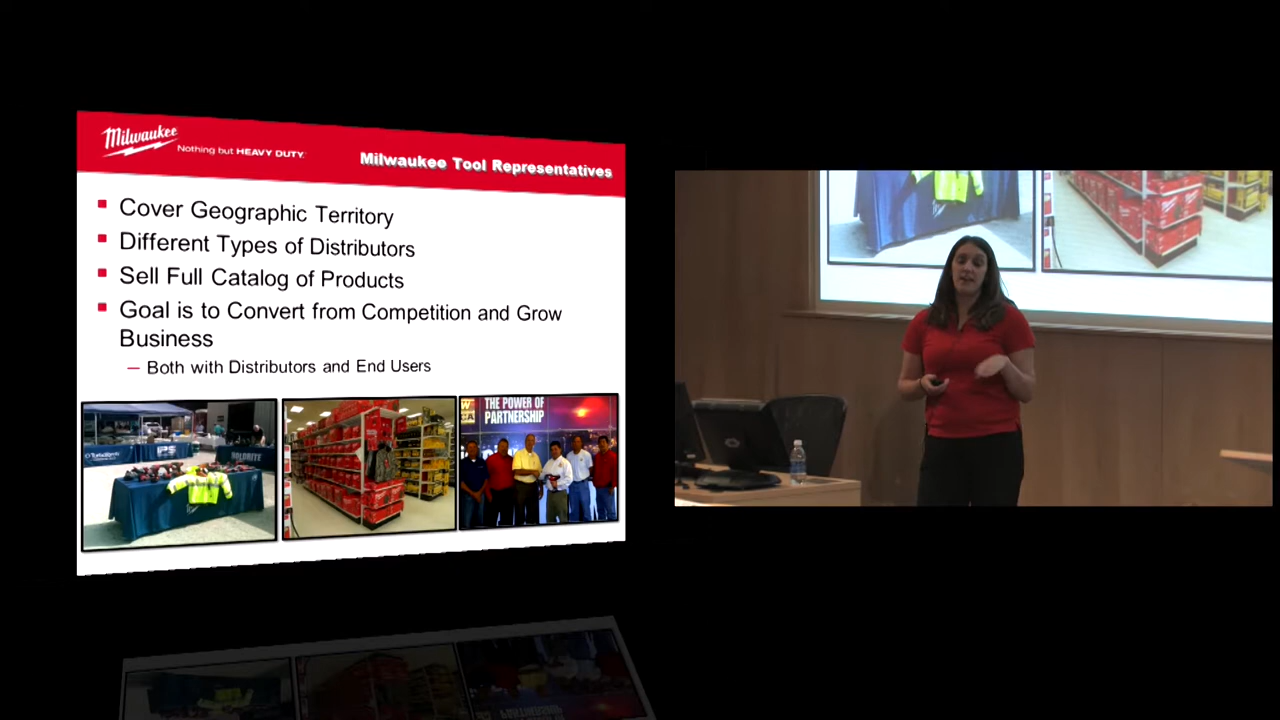 Milwaukee
Nothing but HEAVY DUTY.
Milwaukee Tool Representatives
Cover Geographic Territory
Different Types of Distributors
Sell Full Catalog of Products
Goal is to Convert from Competition and Grow
Business
– Both with Distributors and End Users
IPS
HOLDRITE
THE POWER OF
PARTNERSHIP